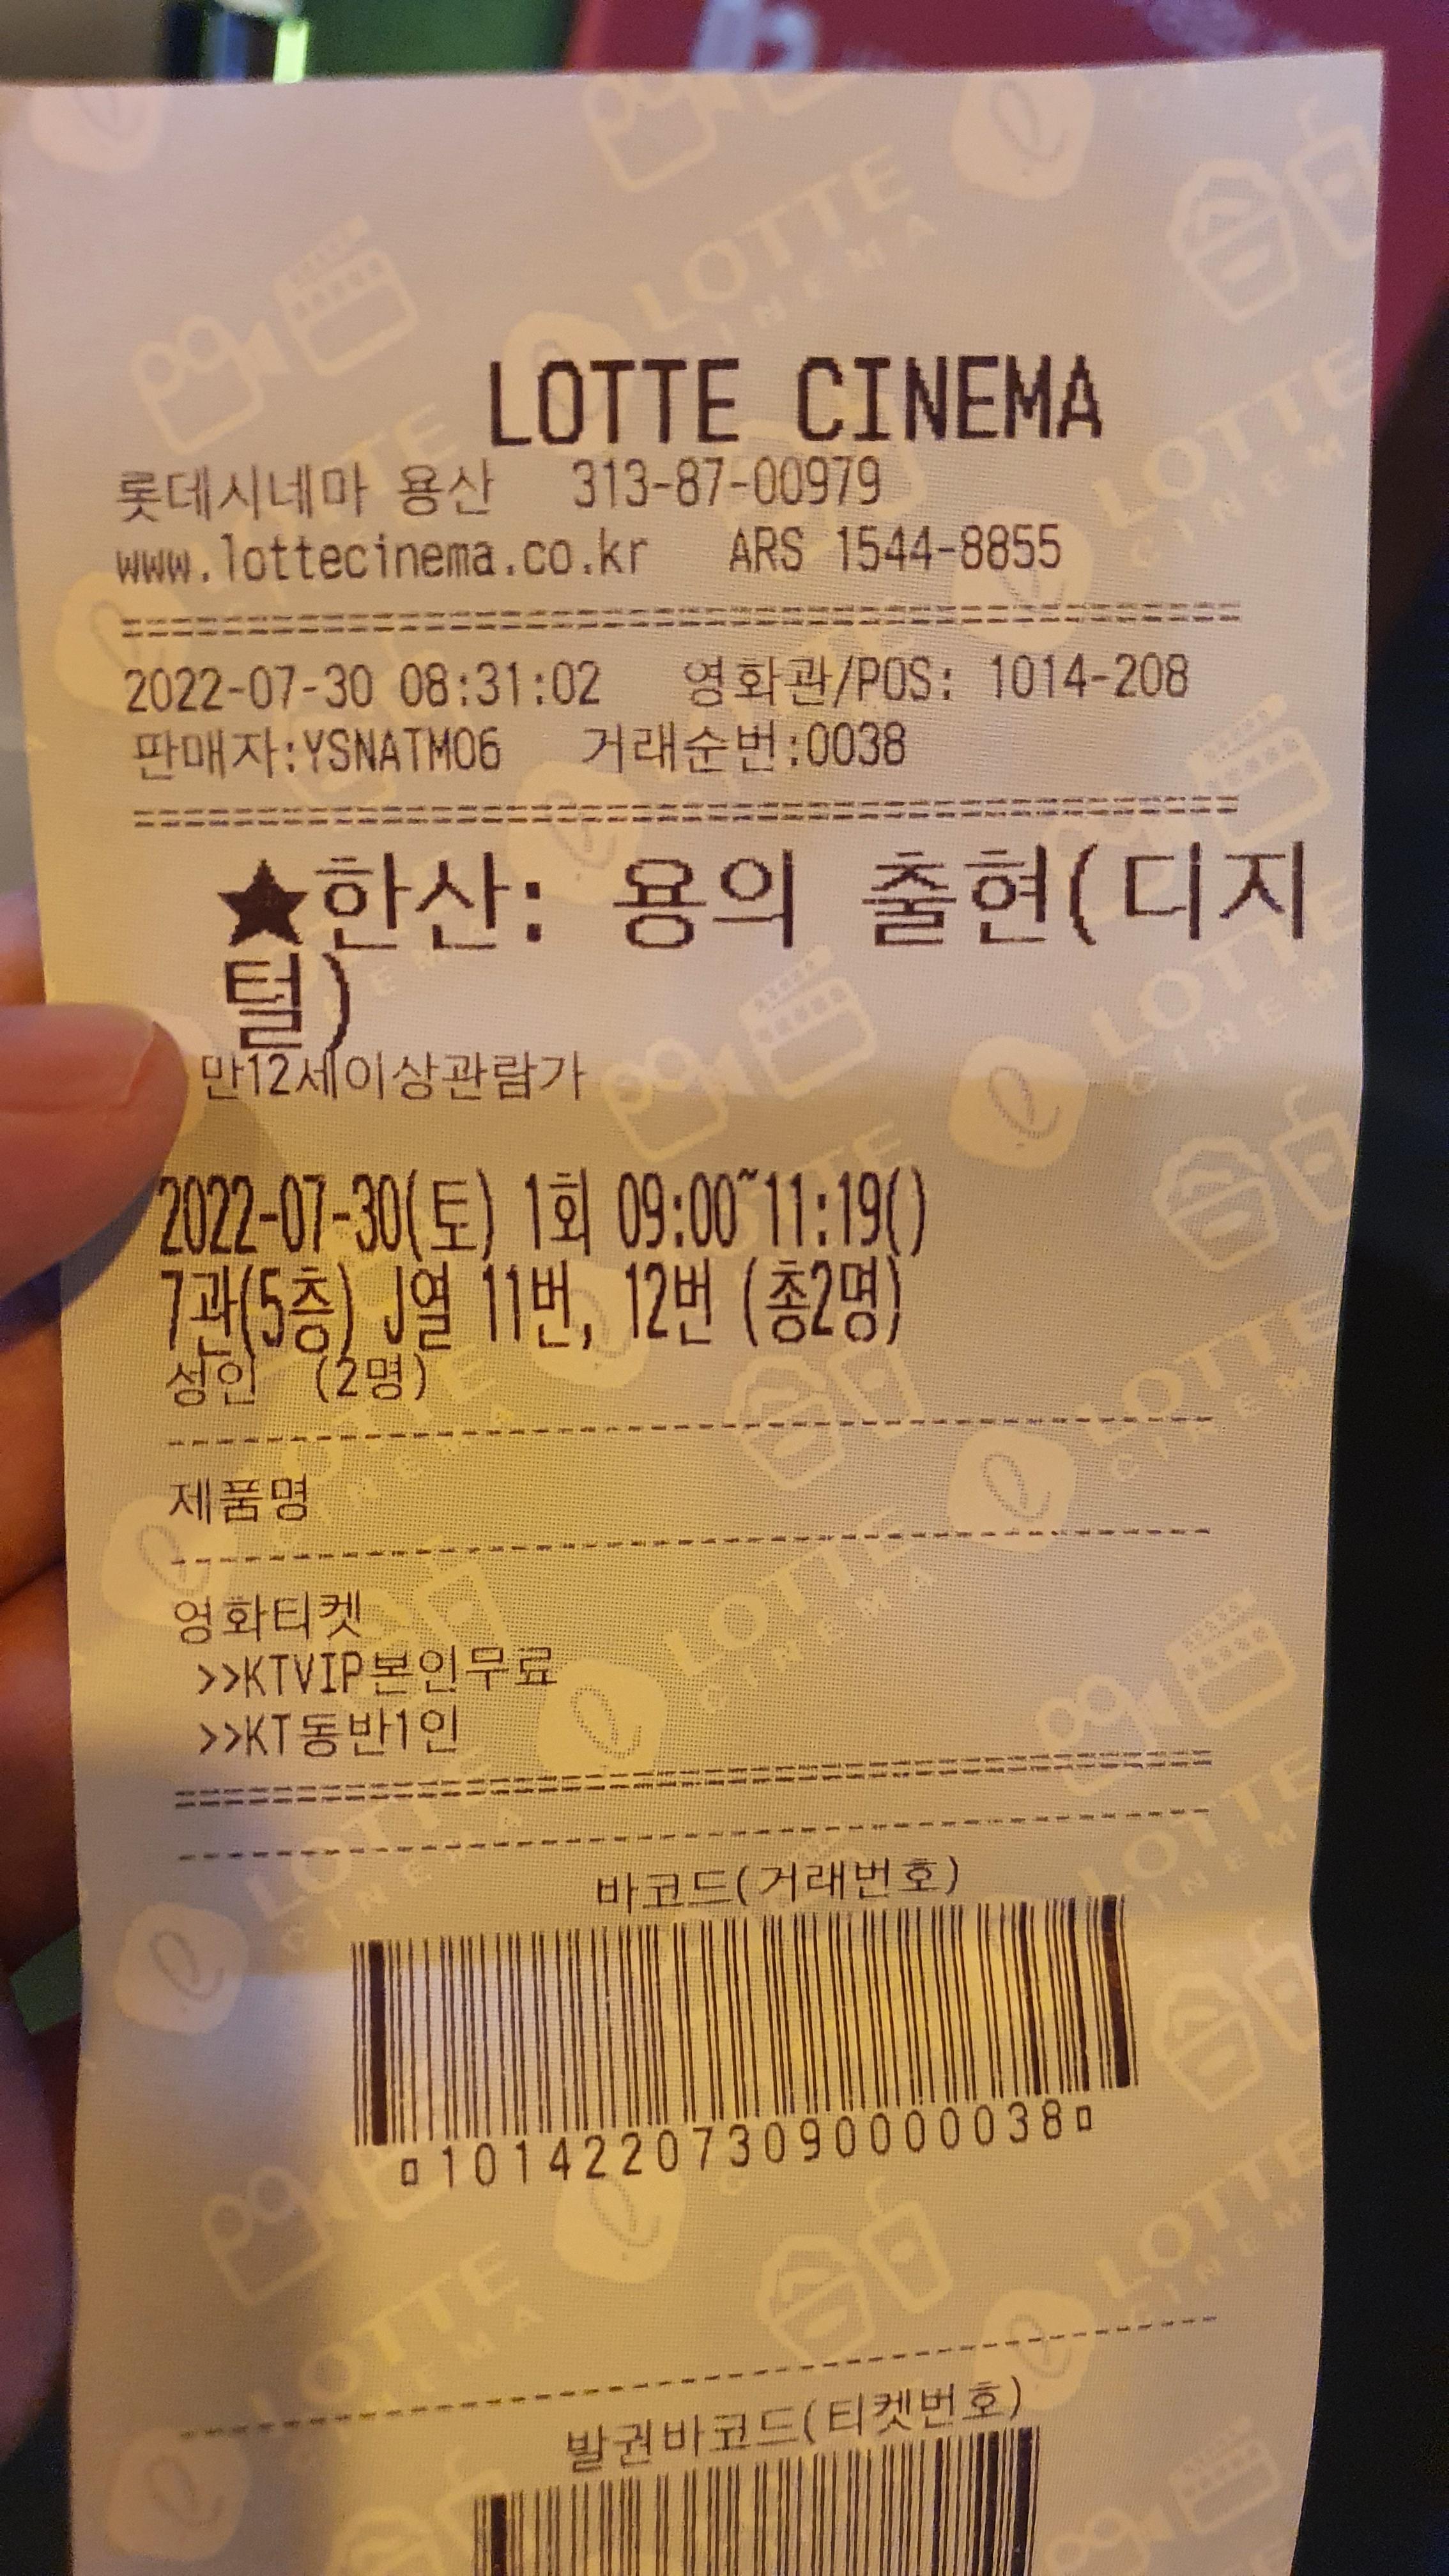 LOTTE CINEMA
롯데시네마 용산 313-87-00979
www.lottecinema.co.kr ARS 1544-8855
2022-07-30 08:31:02 영화관/POS: 1014-208
판매자:YSNATM06 거래순번:0038
★한산: 용의 출현(디지
털)
만12세이상관람가
2022-07-30(토) 1회 09:00~11:19()
7관(5층) J열 11번, 12번 (총2명)
성인 (2명)
제품명
영화티켓
>>KTVIP본인무료
>>KT동반1인
바코드(거래번호)
101422073090000038
발권바코드(티켓번호)